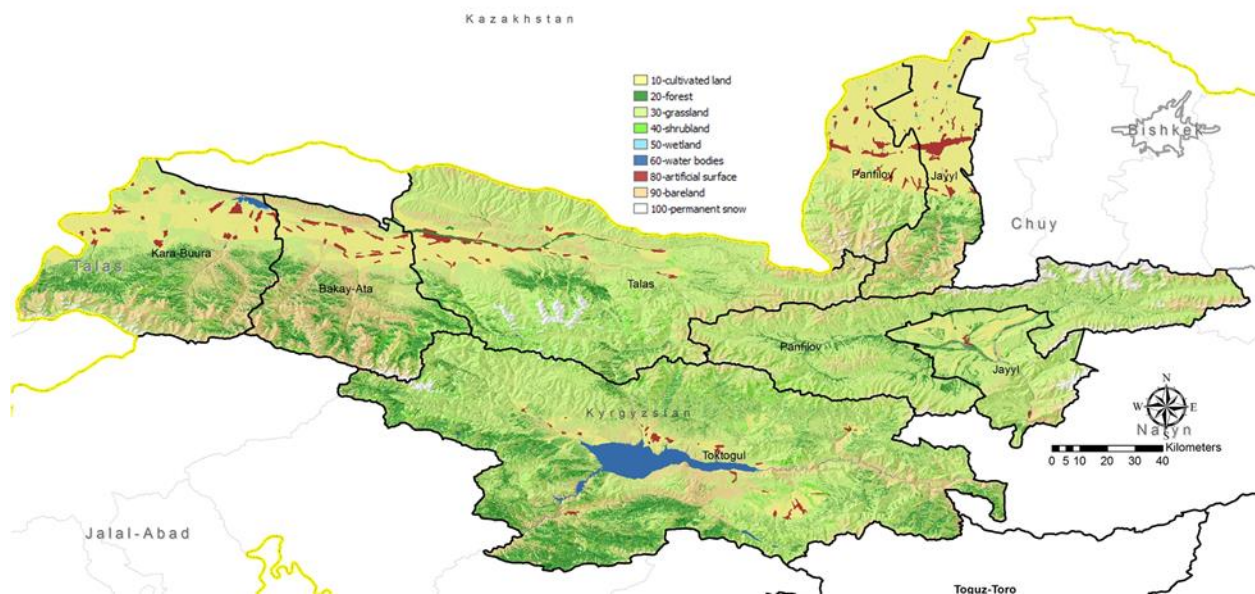 Kazakhstan
10-cultivated land
20-forest
30-grassland
40-shrubland
50-wetland
60-water bodies
80-artificial surface
90-bareland
100-permanent snow
Bishkek
Panfilov
Jayyl
Chuy
Kara-Buura
Talas
Bakay-Ata
Talas
Panfilov
Jayyl
N
W E
S
Naryn
Kyrgyzstan
Kilometers
0 5 10 20 30 40
Toktogul
Jalal-Abad
Toguz-Toro